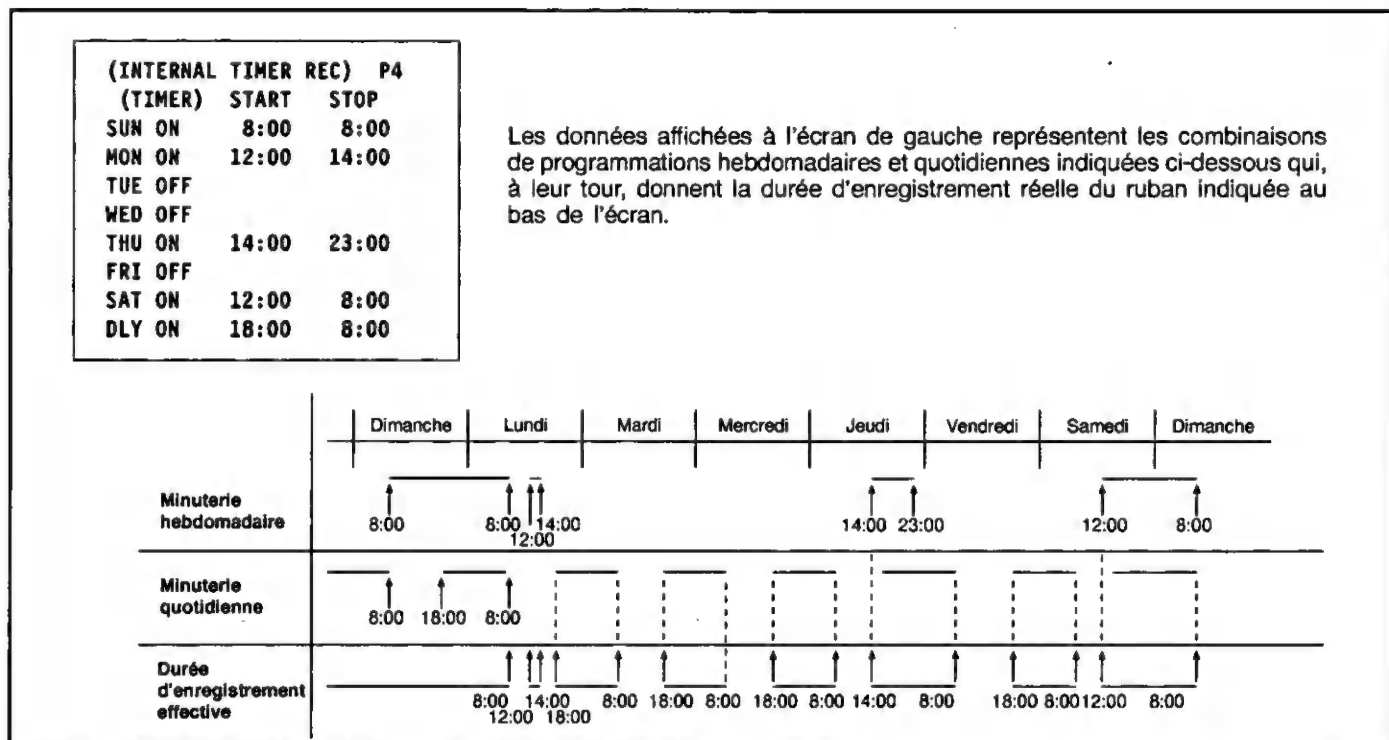 (INTERNAL TIMER REC) P4
(TIMER) START STOP
SUN ON 8:00 8:00
MON ON 12:00 14:00
TUE OFF
WED OFF
THU ON 14:00 23:00
FRI OFF
SAT ON 12:00 8:00
DLY ON 18:00 8:00
Les données affichées à l'écran de gauche représentent les combinaisons
de programmations hebdomadaires et quotidiennes indiquées ci-dessous qui,
à leur tour, donnent la durée d'enregistrement réelle du ruban indiquée au
bas de l'écran.
Dimanche Lundi Mardi Mercredi Jeudi Vendredi Samedi Dimanche
Minuterie
hebdomadaire
8:00 8:00 14:00 14:00 23:00 12:00 8:00
12:00
Minuterie
quotidienne
8:00 18:00 8:00
Durée
d'enregistrement
effective
8:00 14:00 8:00 18:00 8:00 18:00 8:00 14:00 8:00 18:00 8:00 12:00 8:00
12:00 18:00